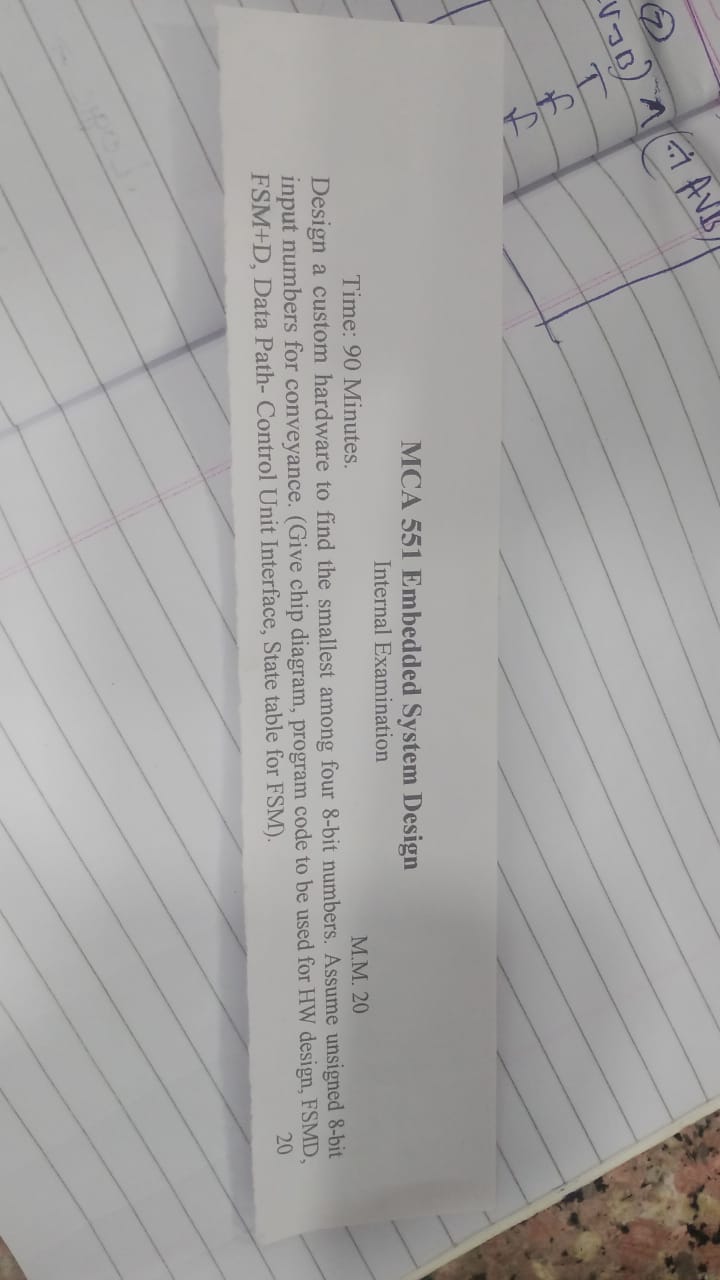 MCA 551 Embedded System Design
Internal Examination
Time: 90 Minutes. M.M. 20
Design a custom hardware to find the smallest among four 8-bit numbers. Assume unsigned 8-bit
input numbers for conveyance. (Give chip diagram, program code to be used for HW design, FSMD,
FSM+D, Data Path- Control Unit Interface, State table for FSM). 20